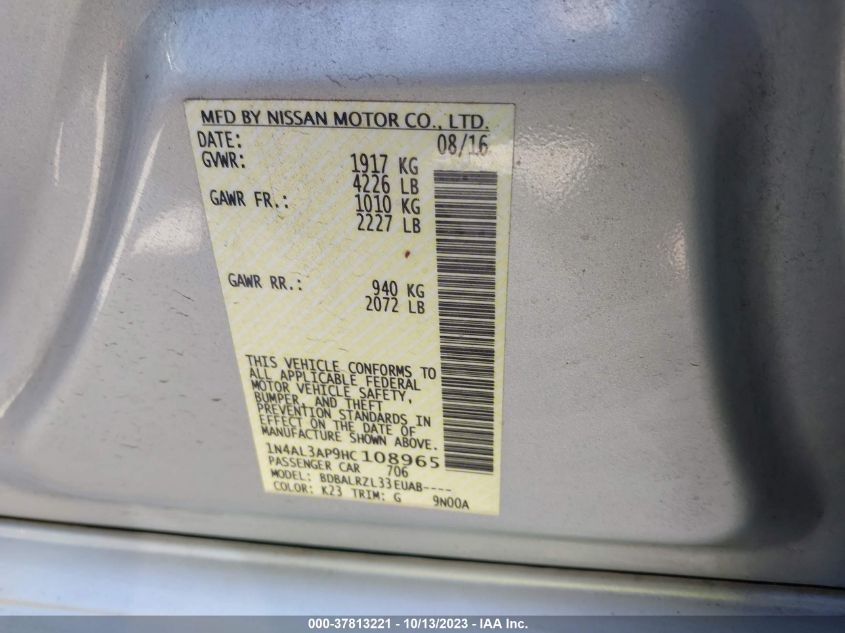 MFD BY NISSAN MOTOR CO., LTD.
DATE: 08/16
GVWR: 1917 KG
4226 LB
GAWR FR.: 1010 KG
2227 LB
GAWR RR.: 940 KG
2072 LB
THIS VEHICLE CONFORMS TO
ALL APPLICABLE FEDERAL
MOTOR VEHICLE SAFETY,
BUMPER, AND THEFT
PREVENTION STANDARDS IN
EFFECT ON THE DATE OF
MANUFACTURE SHOWN ABOVE.
1N4AL3AP9HC108965
PASSENGER CAR 706
MODEL: BDBALRZL33EUAB----
COLOR: K23 TRIM: G 9N00A
000-37813221 - 10/13/2023 - IAA Inc.